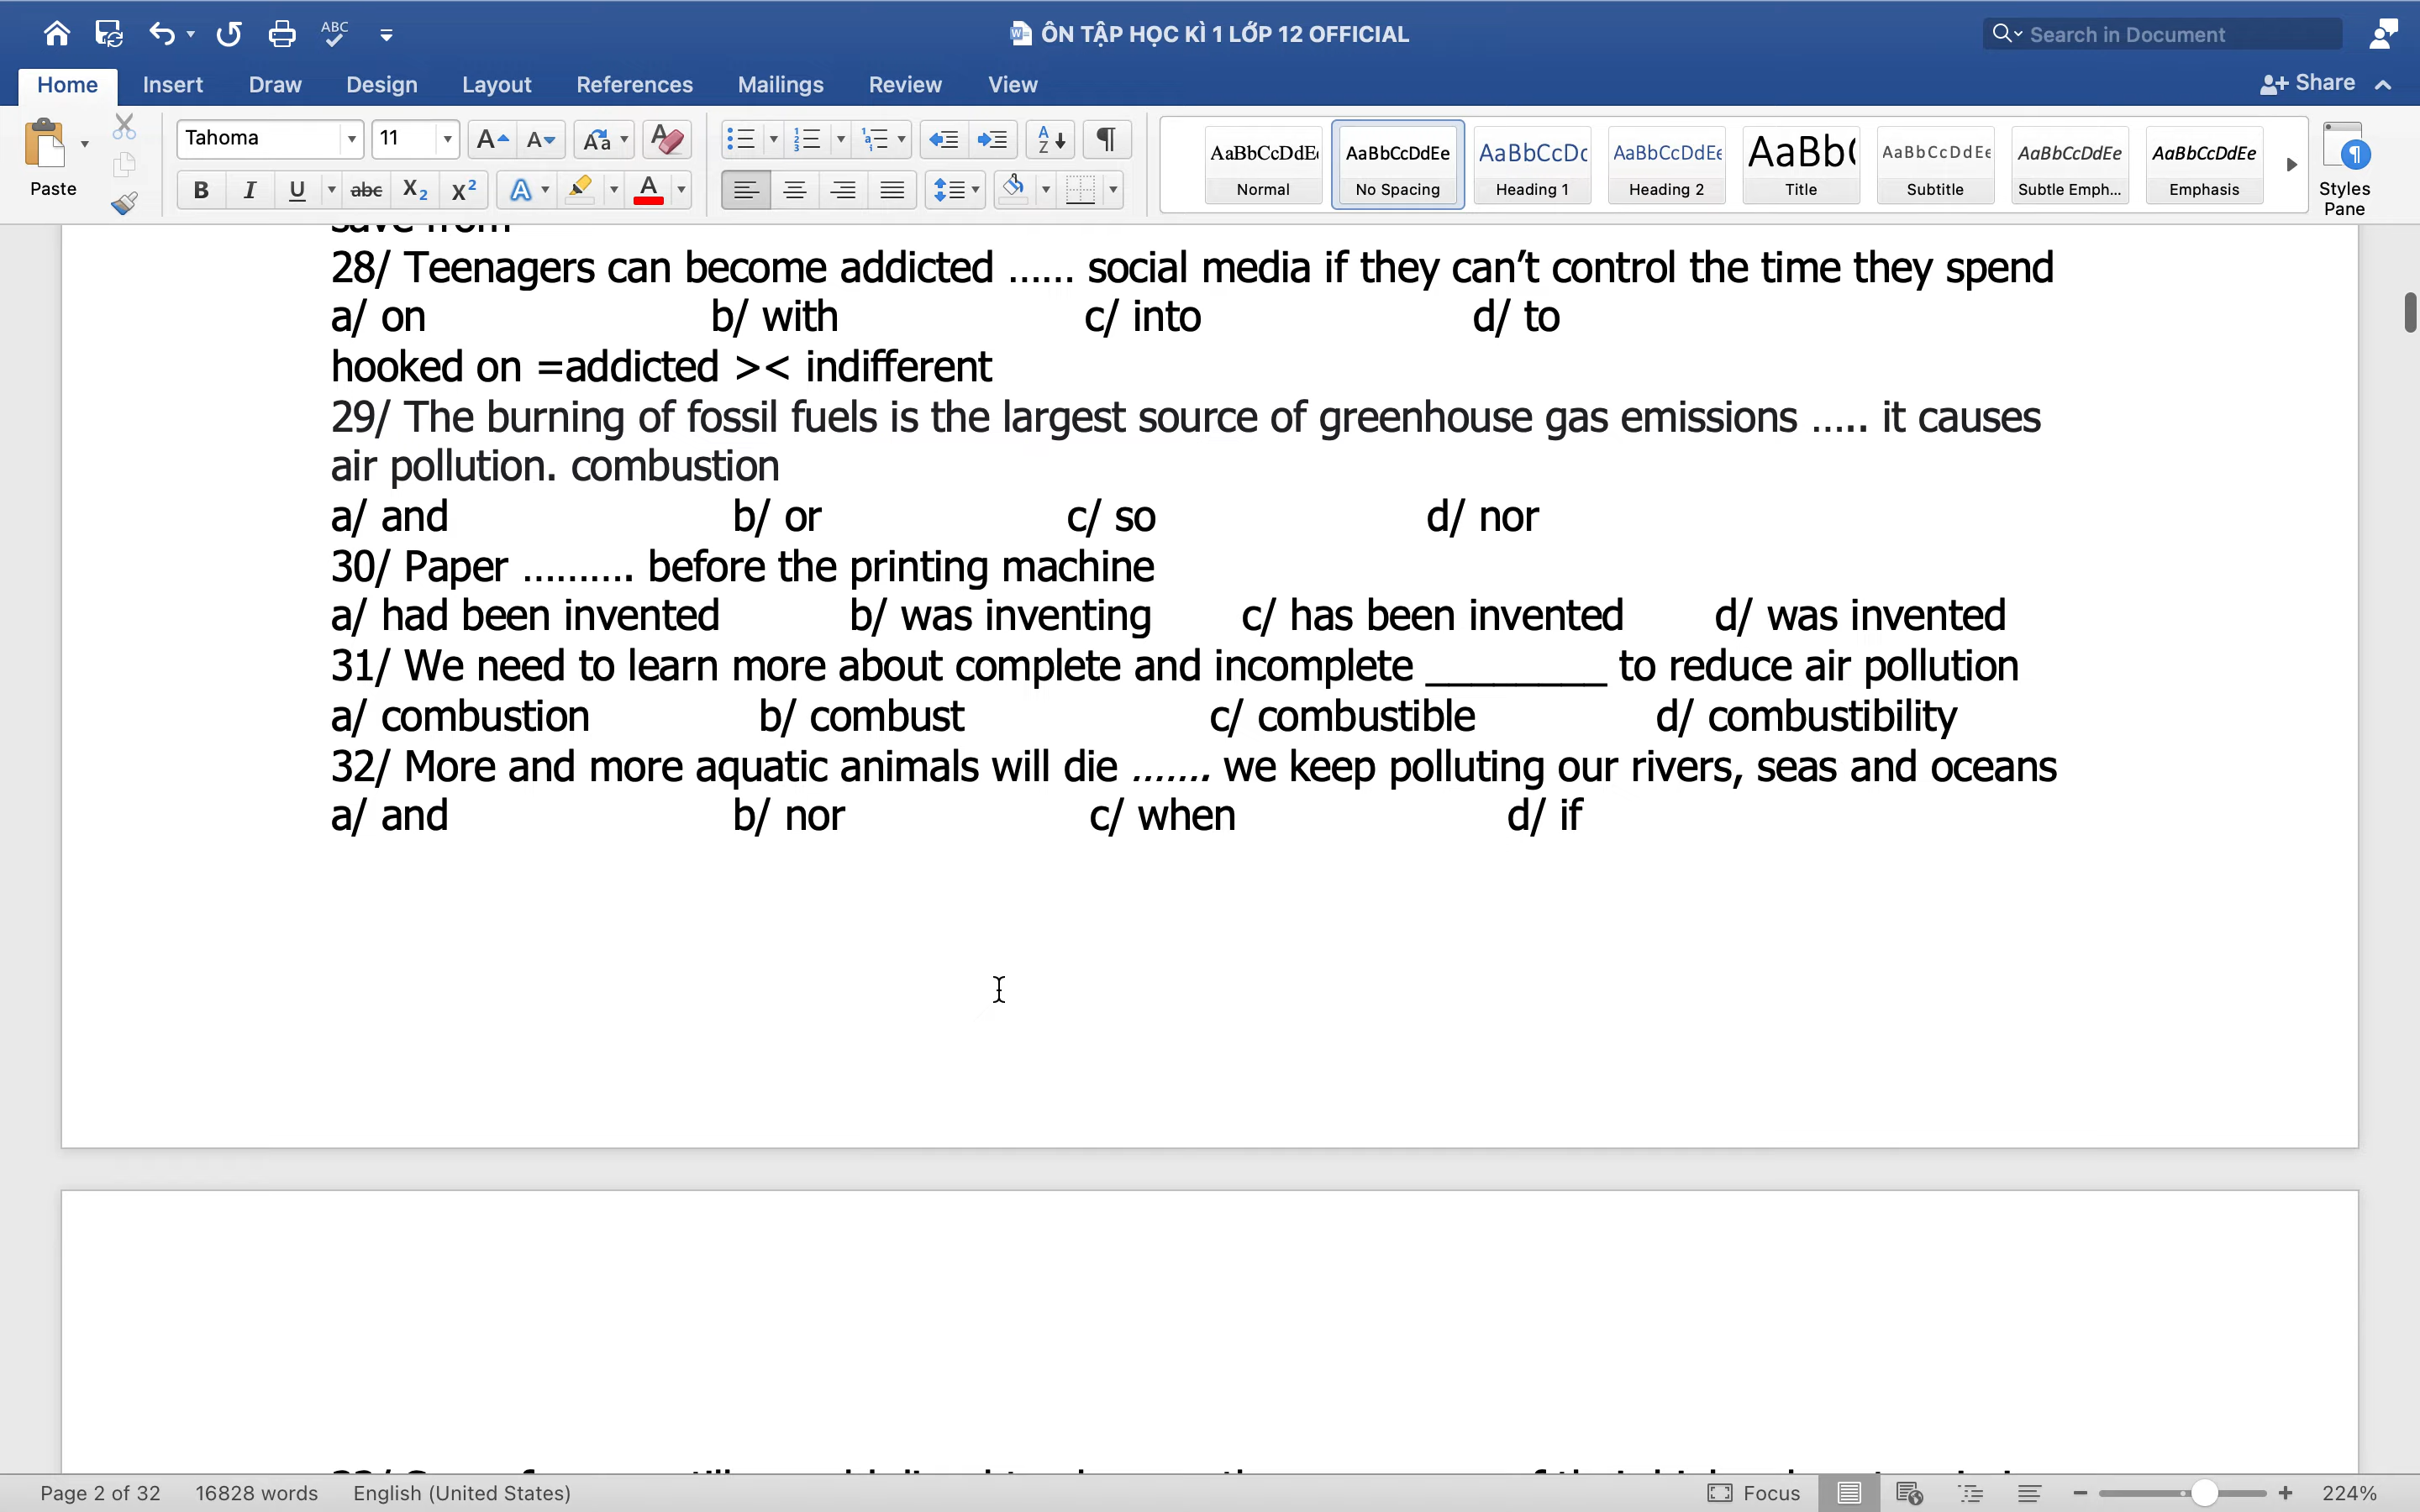 ÔN TẬP HỌC KÌ 1 LỚP 12 OFFICIAL
Search in Document
Home Insert Draw Design Layout References Mailings Review View Share
Paste
Tahoma 11
AaBbCcDdEe AaBbCcDdEe AaBbCcDc AaBbCcDdEe AaBb( AaBbCcDdEe AaBbCcDdEe AaBbCcDdEe
Normal No Spacing Heading 1 Heading 2 Title Subtitle Subtle Emph... Emphasis
Styles Pane
save from
28/ Teenagers can become addicted ...... social media if they can't control the time they spend
a/ on b/ with c/ into d/ to
hooked on =addicted >< indifferent
29/ The burning of fossil fuels is the largest source of greenhouse gas emissions ..... it causes
air pollution. combustion
a/ and b/ or c/ so d/ nor
30/ Paper .......... before the printing machine
a/ had been invented b/ was inventing c/ has been invented d/ was invented
31/ We need to learn more about complete and incomplete ________ to reduce air pollution
a/ combustion b/ combust c/ combustible d/ combustibility
32/ More and more aquatic animals will die ....... we keep polluting our rivers, seas and oceans
a/ and b/ nor c/ when d/ if
Page 2 of 32 16828 words English (United States) Focus 224%